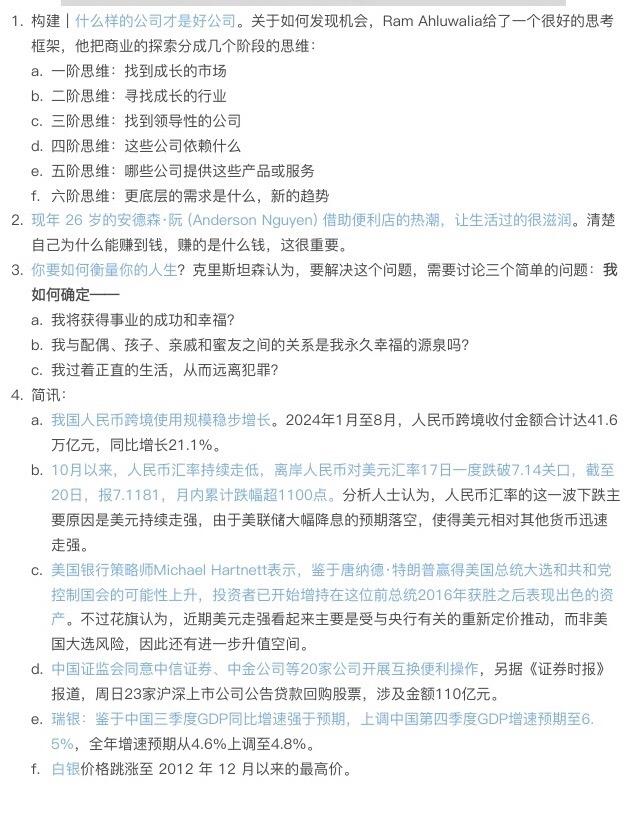 1. 构建 | 什么样的公司才是好公司。关于如何发现机会，Ram Ahluwalia给了一个很好的思考
框架，他把商业的探索分成几个阶段的思维：
a. 一阶思维：找到成长的市场
b. 二阶思维：寻找成长的行业
c. 三阶思维：找到领导性的公司
d. 四阶思维：这些公司依赖什么
e. 五阶思维：哪些公司提供这些产品或服务
f. 六阶思维：更底层的需求是什么，新的趋势
2. 现年 26 岁的安德森·阮 (Anderson Nguyen) 借助便利店的热潮，让生活过的很滋润。清楚
自己为什么能赚到钱，赚的是什么钱，这很重要。
3. 你要如何衡量你的人生？克里斯坦森认为，要解决这个问题，需要讨论三个简单的问题：我
如何确定——
a. 我将获得事业的成功和幸福？
b. 我与配偶、孩子、亲戚和蜜友之间的关系是我永久幸福的源泉吗？
c. 我过着正直的生活，从而远离犯罪？
4. 简讯：
a. 我国人民币跨境使用规模稳步增长。2024年1月至8月，人民币跨境收付金额合计达41.6
万亿元，同比增长21.1%。
b. 10月以来，人民币汇率持续走低，离岸人民币对美元汇率17日一度跌破7.14关口，截至
20日，报7.1181，月内累计跌幅超1100点。分析人士认为，人民币汇率的这一波下跌主
要原因是美元持续走强，由于美联储大幅降息的预期落空，使得美元相对其他货币迅速
走强。
c. 美国银行策略师Michael Hartnett表示，鉴于唐纳德·特朗普赢得美国总统大选和共和党
控制国会的可能性上升，投资者已开始增持在这位前总统2016年获胜之后表现出色的资
产。不过花旗认为，近期美元走强看起来主要是受与央行有关的重新定价推动，而非美
国大选风险，因此还有进一步升值空间。
d. 中国证监会同意中信证券、中金公司等20家公司开展互换便利操作，另据《证券时报》
报道，周日23家沪深上市公司公告贷款回购股票，涉及金额110亿元。
e. 瑞银：鉴于中国三季度GDP同比增速强于预期，上调中国第四季度GDP增速预期至6.
5%，全年增速预期从4.6%上调至4.8%。
f. 白银价格跳涨至 2012 年 12 月以来的最高价。